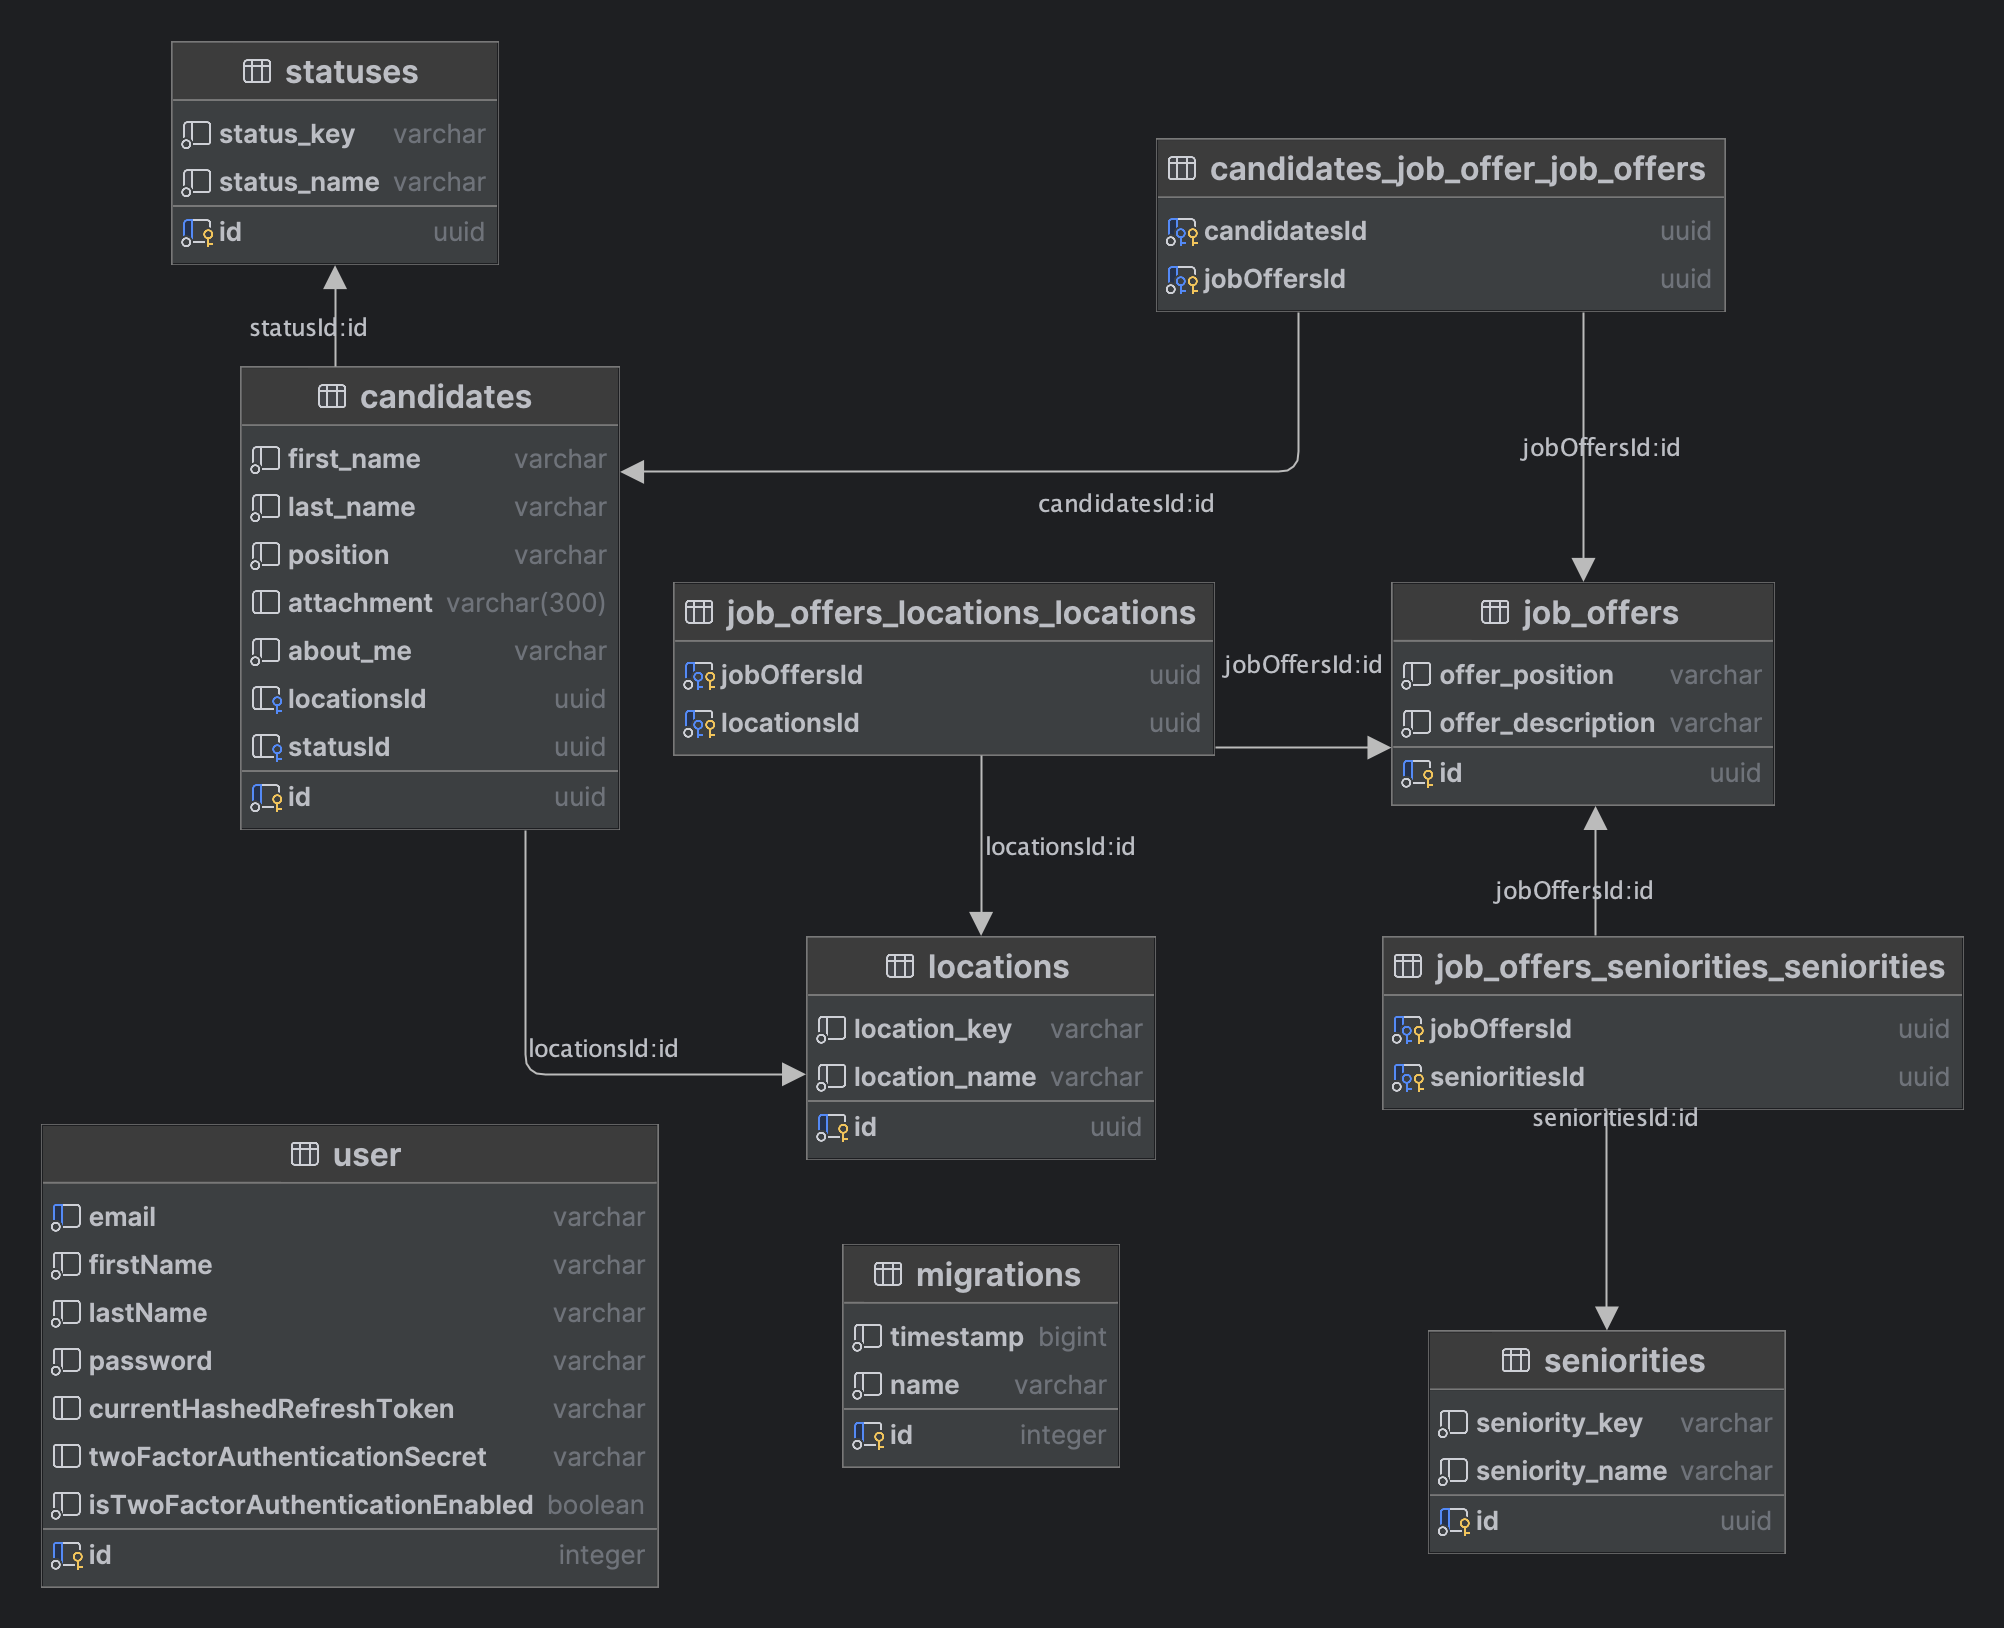 statuses
status_key varchar
status_name varchar
id uuid
statusId:id
candidates
first_name varchar
last_name varchar
position varchar
attachment varchar(300)
about_me varchar
locationsId uuid
statusId uuid
id uuid
candidates_job_offer_job_offers
candidatesId uuid
jobOffersId uuid
jobOffersId:id
candidatesId:id
job_offers_locations_locations
jobOffersId uuid
locationsId uuid
jobOffersId:id
job_offers
offer_position varchar
offer_description varchar
id uuid
locationsId:id
jobOffersId:id
locationsId:id
locations
location_key varchar
location_name varchar
id uuid
job_offers_seniorities_seniorities
jobOffersId uuid
senioritiesId uuid
senioritiesId:id
user
email varchar
firstName varchar
lastName varchar
password varchar
currentHashedRefreshToken varchar
twoFactorAuthenticationSecret varchar
isTwoFactorAuthenticationEnabled boolean
id integer
migrations
timestamp bigint
name varchar
id integer
seniorities
seniority_key varchar
seniority_name varchar
id uuid